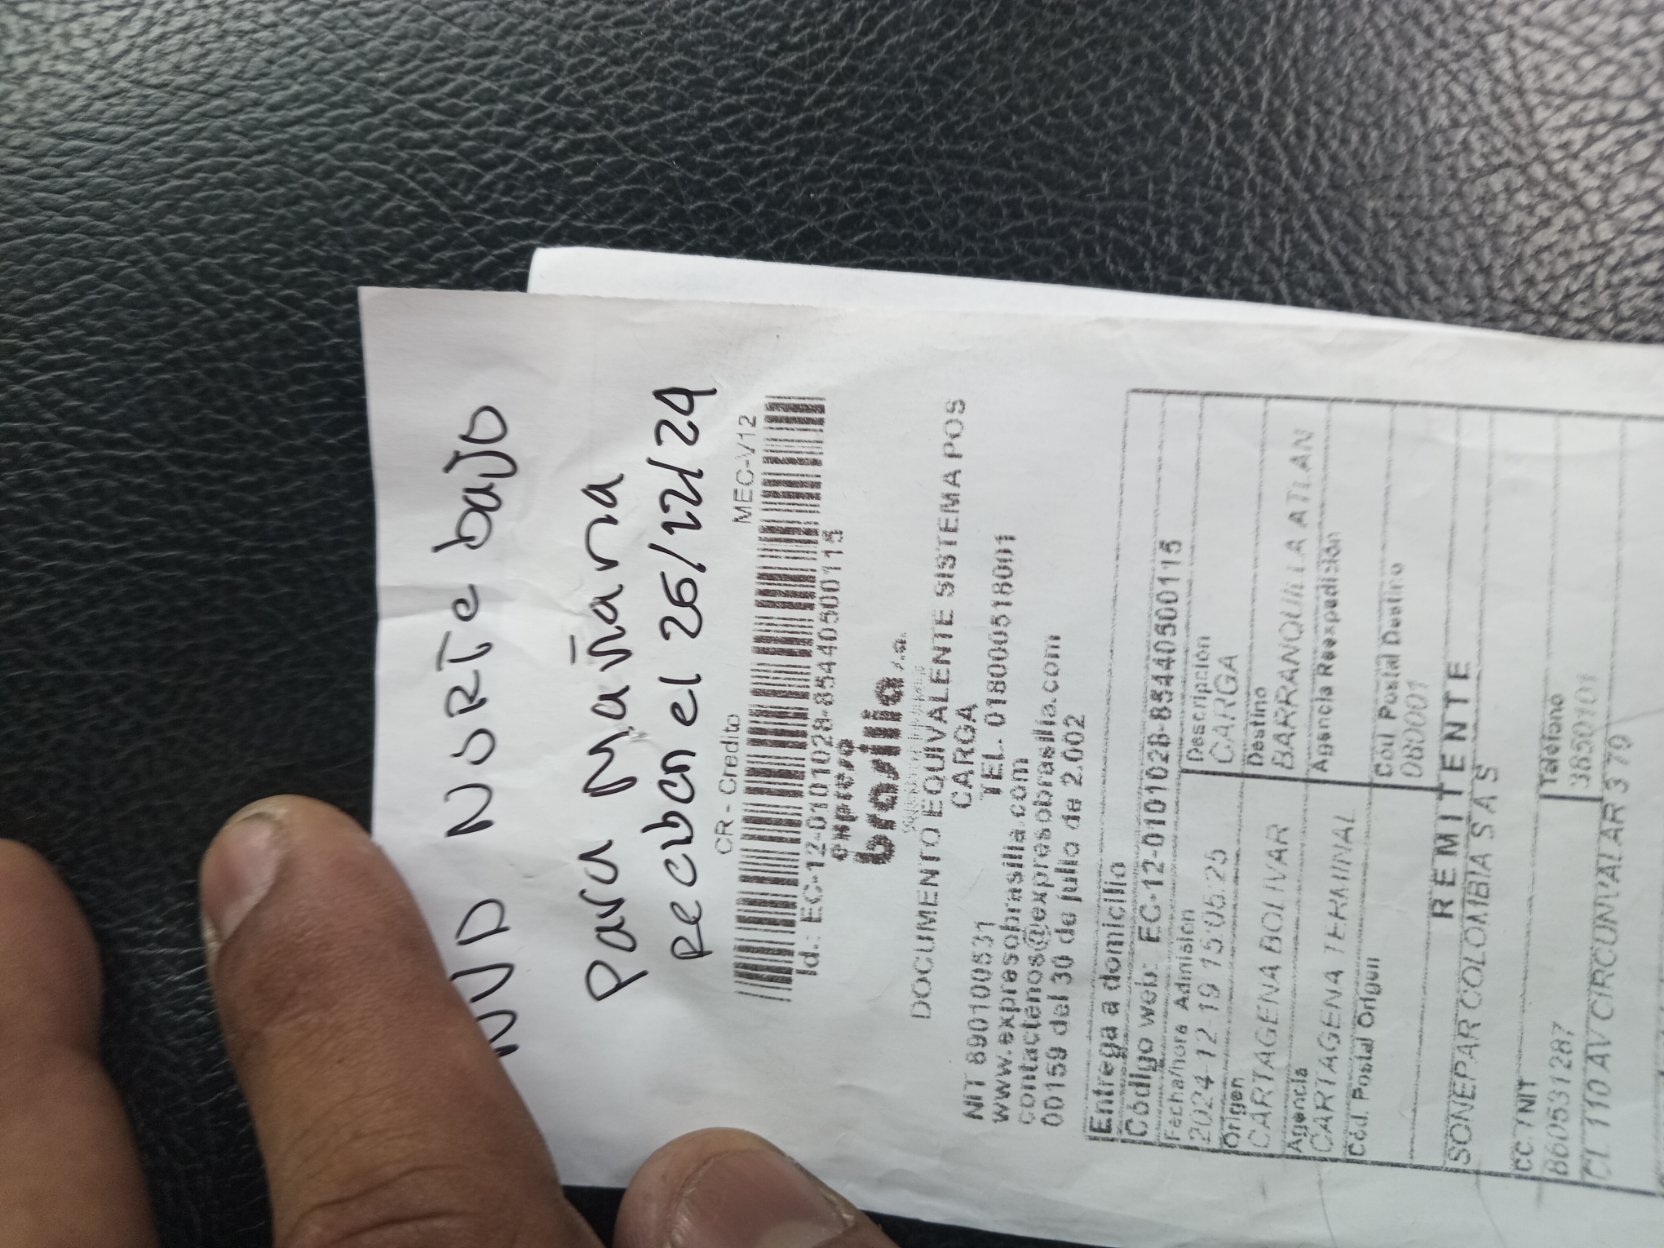 NUD NORTE bajo
Para Mañana
reciban el 26/12/24
CR - Credito MEC-V12
Id.: EC-12-0101028-85440500115
expreso
brasilia s.a.
DOCUMENTO EQUIVALENTE SISTEMA POS
CARGA
NIT 890100531 TEL. 018000518001
www.expresobrasilia.com
contactenos@expresobrasilia.com
00159 del 30 de julio de 2.002
Entrega a domicilio
Código web: EC-12-0101028-85440500115
Fecha/hora Admisión Descripción
2024-12-19 15:05:25 CARGA
Origen Destino
CARTAGENA BOLIVAR BARRANQUILLA ATLAN
Agencia Agencia Reexpedición
CARTAGENA TERMINAL
Cód. Postal Origen Cód Postal Destino
080001
REMITENTE
SONEPAR COLOMBIA S A S
CC / NIT Teléfono
860531287 3850101
CL 110 AV CIRCUNVALAR 3 79